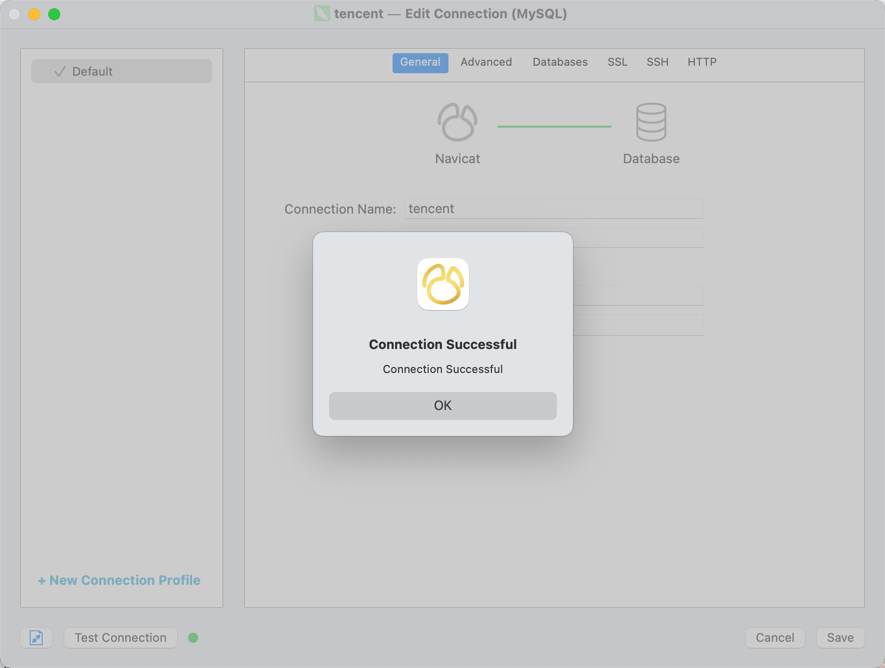 tencent — Edit Connection (MySQL)
Default
General Advanced Databases SSL SSH HTTP
Navicat Database
Connection Name: tencent
Connection Successful
Connection Successful
OK
+ New Connection Profile
Test Connection Cancel Save